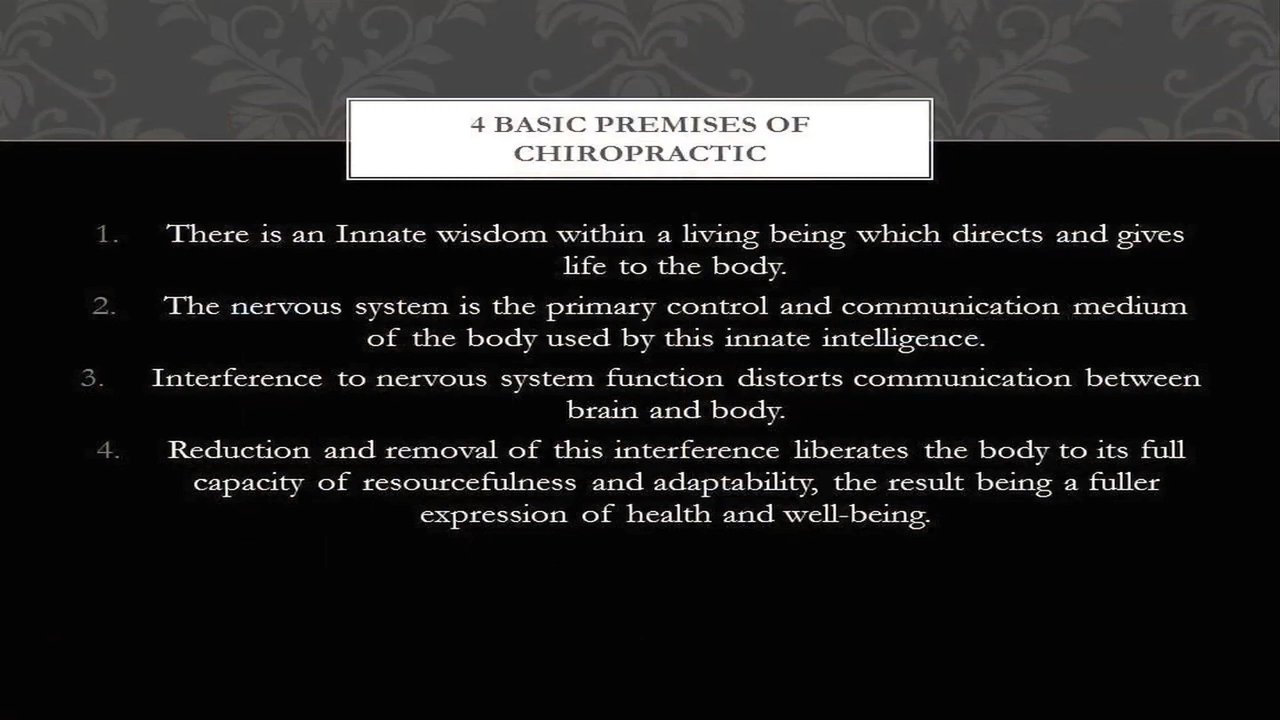 4 BASIC PREMISES OF
CHIROPRACTIC
1. There is an Innate wisdom within a living being which directs and gives
life to the body.
2. The nervous system is the primary control and communication medium
of the body used by this innate intelligence.
3. Interference to nervous system function distorts communication between
brain and body.
4. Reduction and removal of this interference liberates the body to its full
capacity of resourcefulness and adaptability, the result being a fuller
expression of health and well-being.